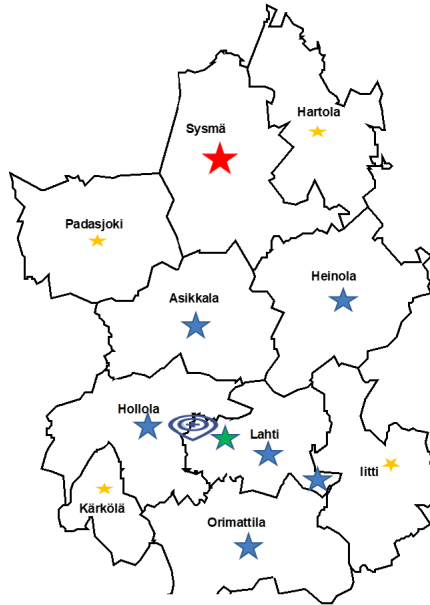 Hartola
Sysmä
Padasjoki
Heinola
Asikkala
Hollola
Lahti
Iitti
Kärkölä
Orimattila